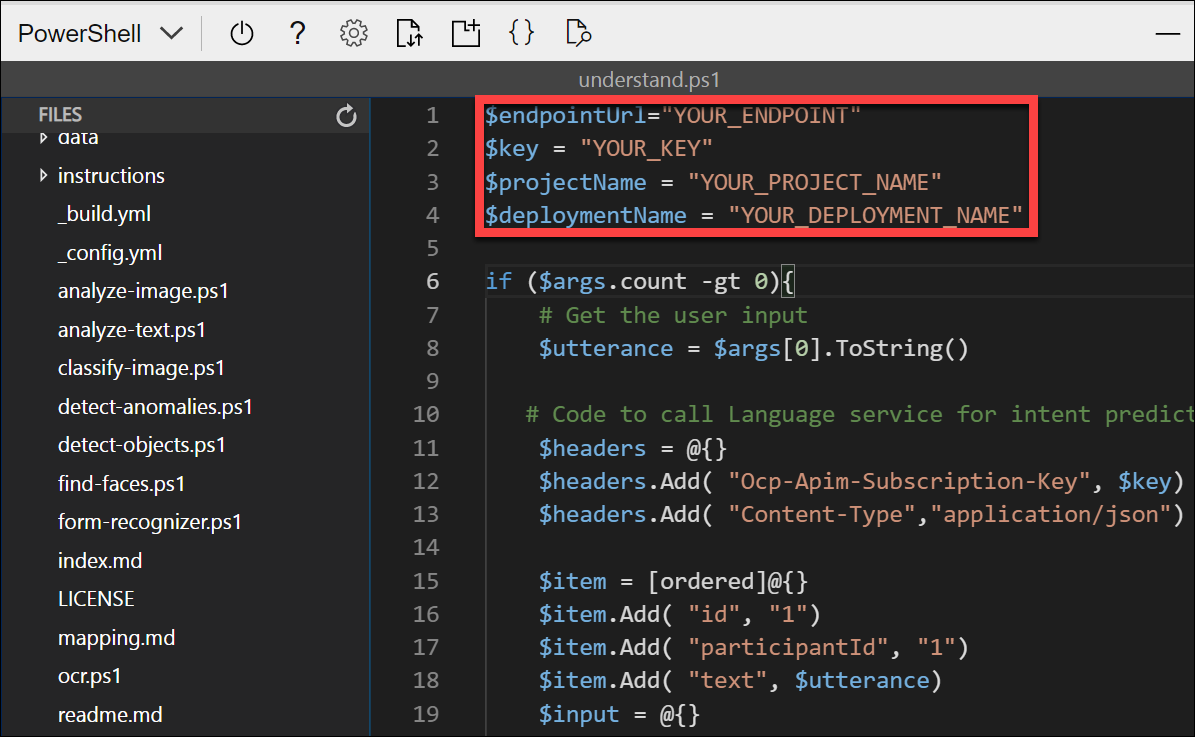 PowerShell
understand.ps1
FILES
data
instructions
_build.yml
_config.yml
analyze-image.ps1
analyze-text.ps1
classify-image.ps1
detect-anomalies.ps1
detect-objects.ps1
find-faces.ps1
form-recognizer.ps1
index.md
LICENSE
mapping.md
ocr.ps1
readme.md
1 $endpointUrl="YOUR_ENDPOINT"
2 $key = "YOUR_KEY"
3 $projectName = "YOUR_PROJECT_NAME"
4 $deploymentName = "YOUR_DEPLOYMENT_NAME"
5
6 if ($args.count -gt 0){
7 # Get the user input
8 $utterance = $args[0].ToString()
9
10 # Code to call Language service for intent predict
11 $headers = @{}
12 $headers.Add( "Ocp-Apim-Subscription-Key", $key)
13 $headers.Add( "Content-Type","application/json")
14
15 $item = [ordered]@{}
16 $item.Add( "id", "1")
17 $item.Add( "participantId", "1")
18 $item.Add( "text", $utterance)
19 $input = @{}